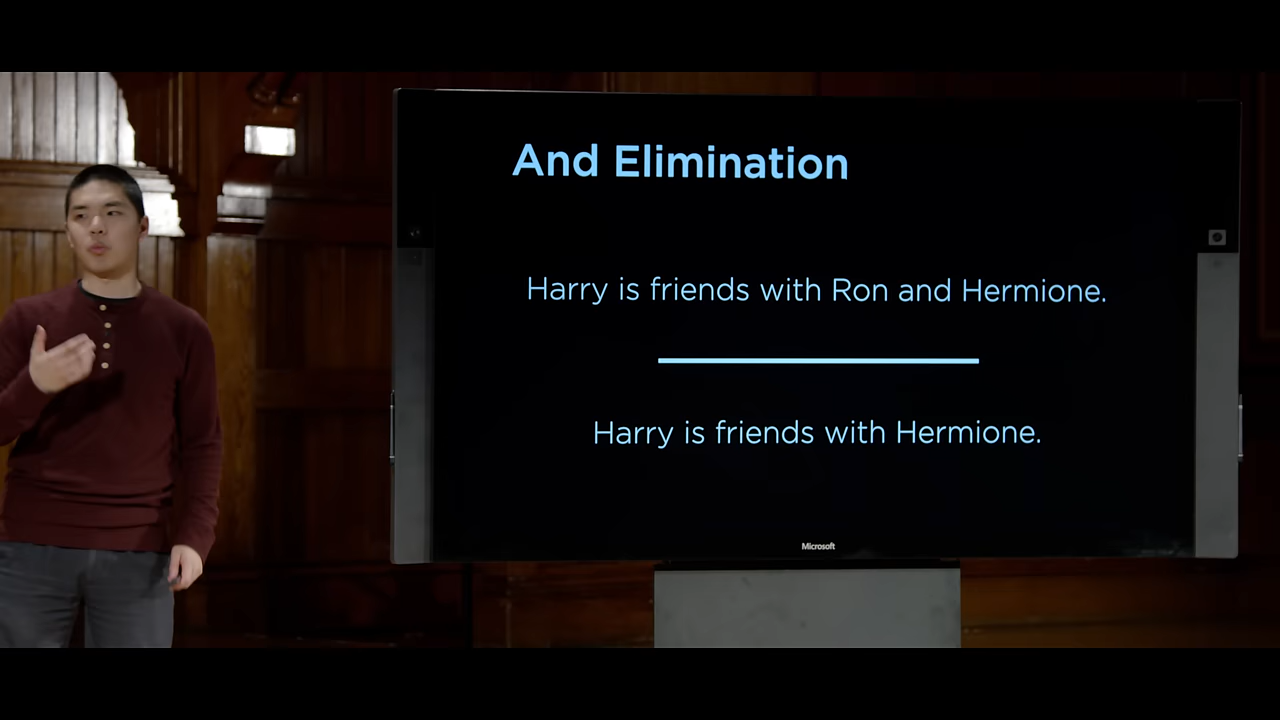 And Elimination
Harry is friends with Ron and Hermione.
Harry is friends with Hermione.
Microsoft